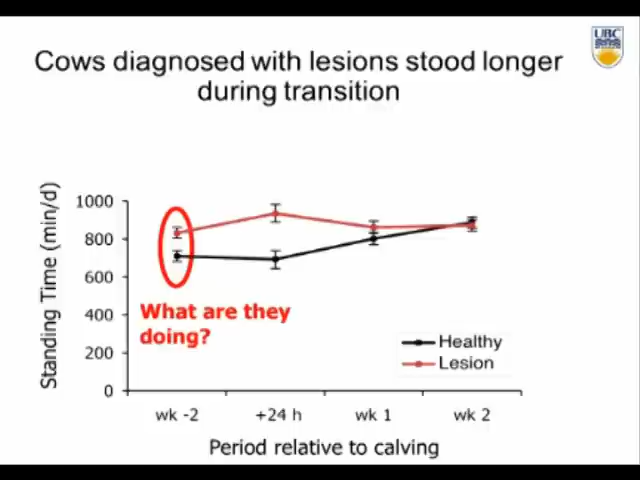 UBC
Cows diagnosed with lesions stood longer
during transition
Standing Time (min/d)
1000
800
600
400
200
0
What are they
doing?
Healthy
Lesion
wk -2
+24 h
wk 1
wk 2
Period relative to calving